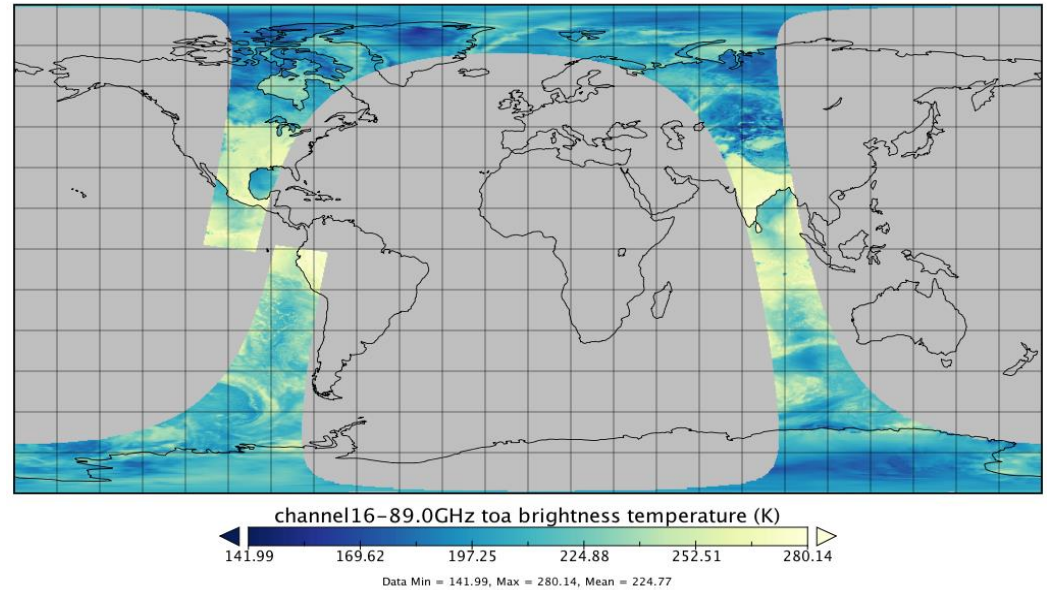 channel16-89.0GHz toa brightness temperature (K)
141.99 169.62 197.25 224.88 252.51 280.14
Data Min = 141.99, Max = 280.14, Mean = 224.77